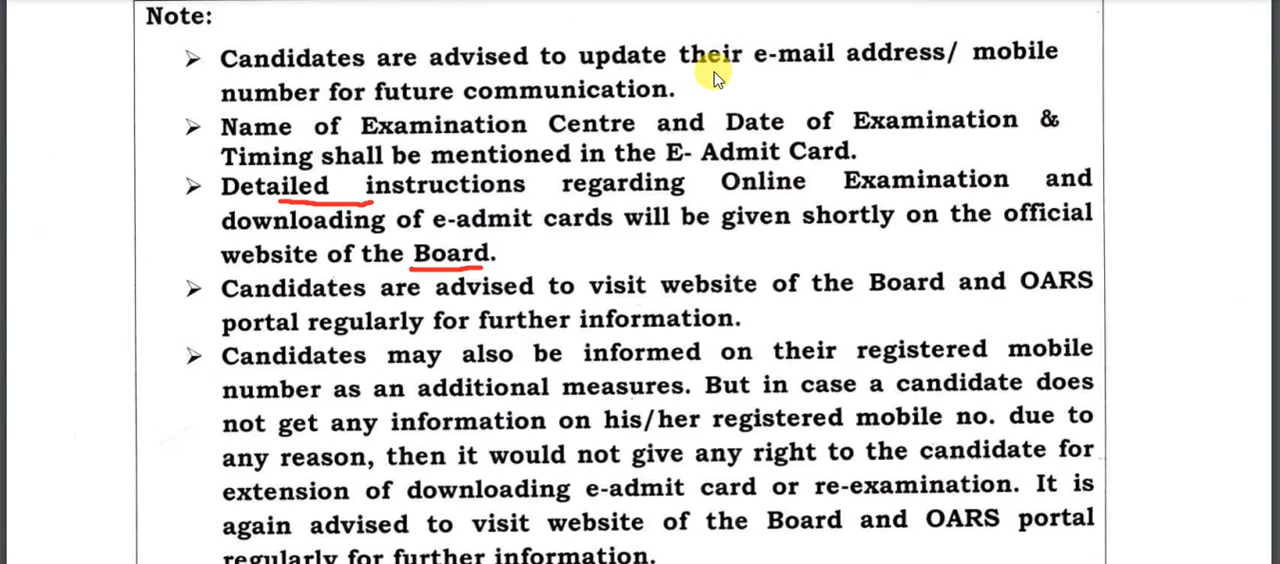 Note:
➢ Candidates are advised to update their e-mail address/ mobile
number for future communication.
➢ Name of Examination Centre and Date of Examination &
Timing shall be mentioned in the E- Admit Card.
➢ Detailed instructions regarding Online Examination and
downloading of e-admit cards will be given shortly on the official
website of the Board.
➢ Candidates are advised to visit website of the Board and OARS
portal regularly for further information.
➢ Candidates may also be informed on their registered mobile
number as an additional measures. But in case a candidate does
not get any information on his/her registered mobile no. due to
any reason, then it would not give any right to the candidate for
extension of downloading e-admit card or re-examination. It is
again advised to visit website of the Board and OARS portal
regularly for further information.